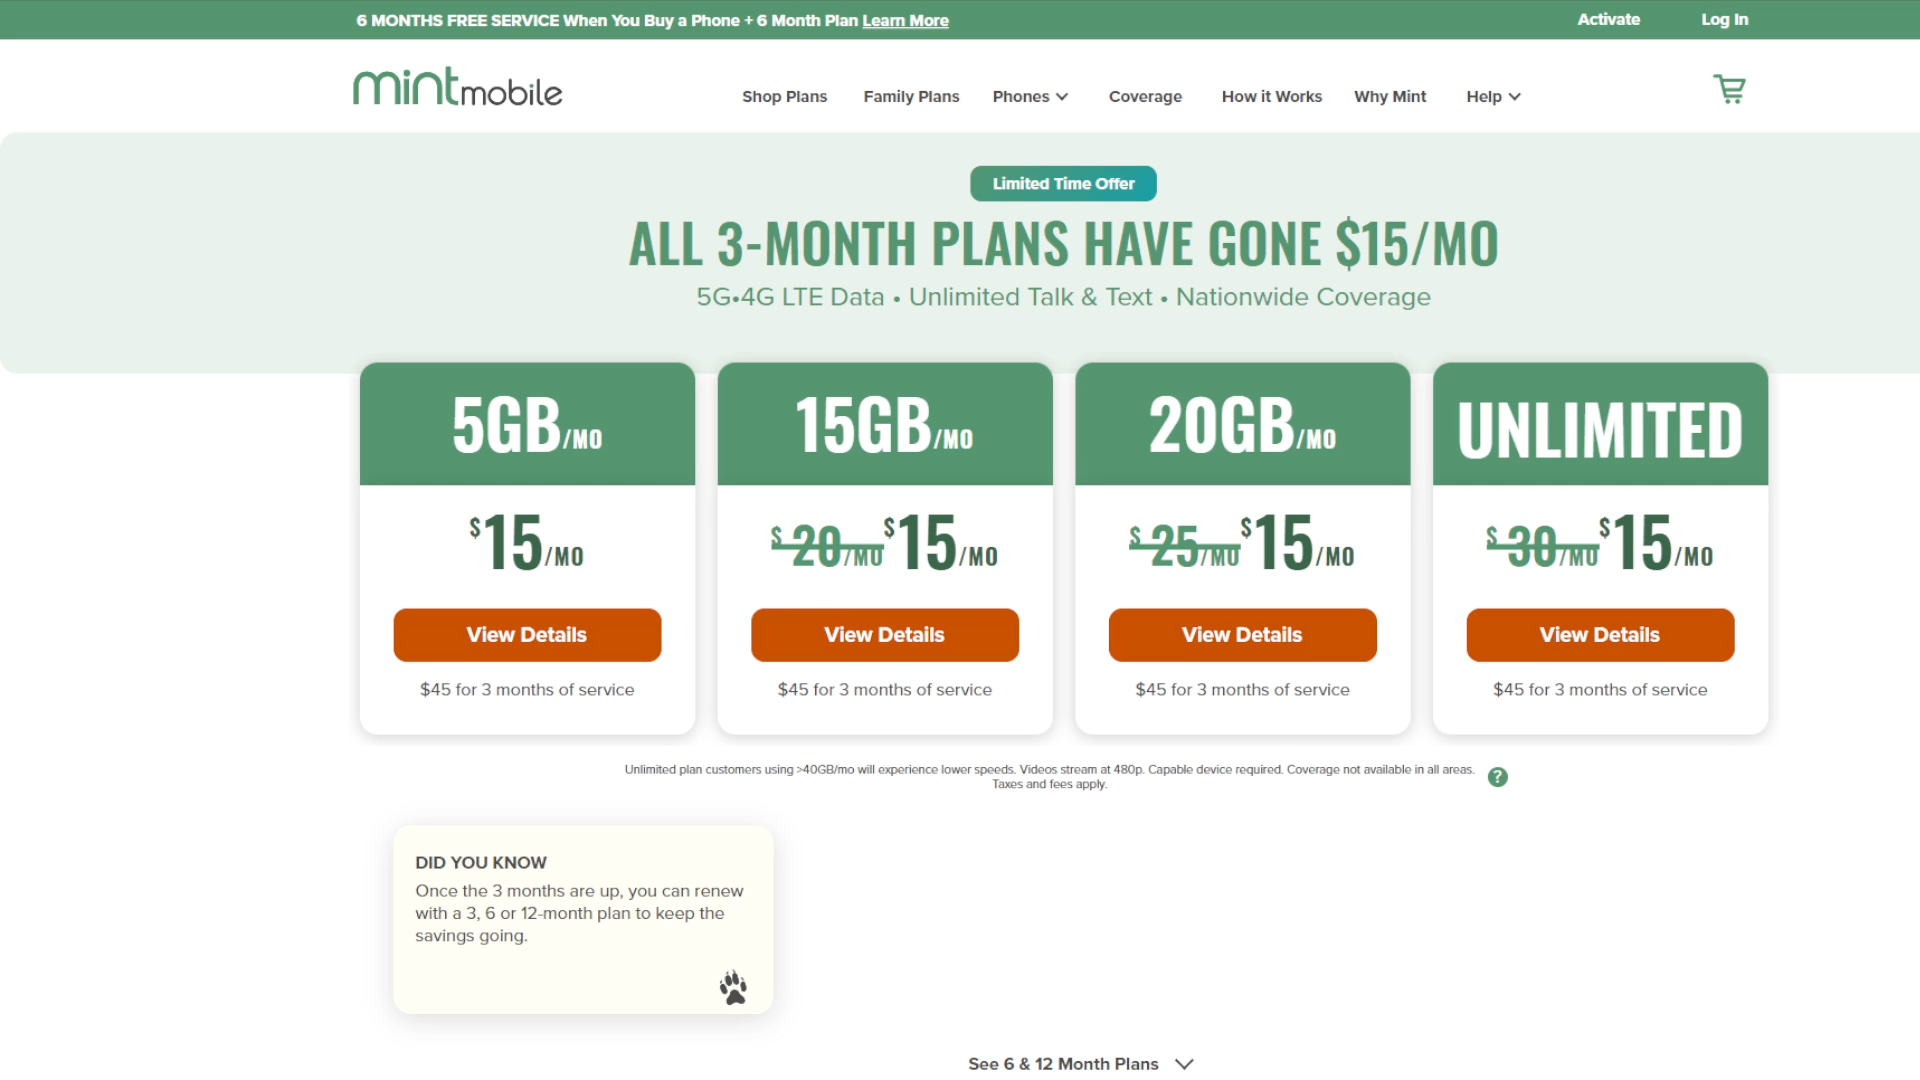 6 MONTHS FREE SERVICE When You Buy a Phone + 6 Month Plan Learn More
Activate
Log In
mint mobile
Shop Plans
Family Plans
Phones
Coverage
How it Works
Why Mint
Help
Limited Time Offer
ALL 3-MONTH PLANS HAVE GONE $15/MO
5G•4G LTE Data • Unlimited Talk & Text • Nationwide Coverage
5GB/MO
$15/MO
View Details
$45 for 3 months of service
15GB/MO
$20/MO $15/MO
View Details
$45 for 3 months of service
20GB/MO
$25/MO $15/MO
View Details
$45 for 3 months of service
UNLIMITED
$30/MO $15/MO
View Details
$45 for 3 months of service
Unlimited plan customers using >40GB/mo will experience lower speeds. Videos stream at 480p. Capable device required. Coverage not available in all areas.
Taxes and fees apply.
?
DID YOU KNOW
Once the 3 months are up, you can renew
with a 3, 6 or 12-month plan to keep the
savings going.
See 6 & 12 Month Plans